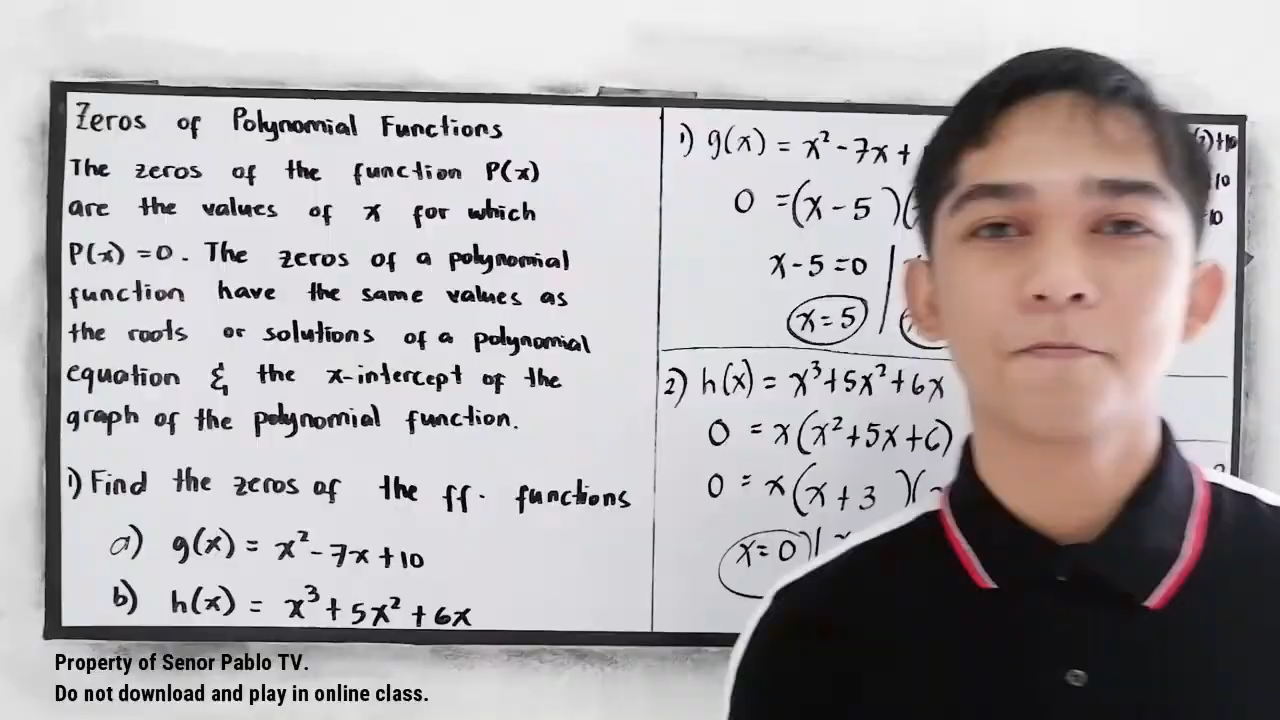 Zeros of Polynomial Functions
The zeros of the function P(x)
are the values of x for which
P(x) = 0. The zeros of a polynomial
function have the same values as
the roots or solutions of a polynomial
equation & the x-intercept of the
graph of the polynomial function.
1) Find the zeros of the ff. functions
a) g(x) = x² - 7x + 10
b) h(x) = x³ + 5x² + 6x
1) g(x) = x² - 7x +
0 = (x - 5)(
x - 5 = 0
x = 5
2) h(x) = x³ + 5x² + 6x
0 = x(x² + 5x + 6)
0 = x(x + 3)(
x = 0
)+10
10
10
Property of Senor Pablo TV.
Do not download and play in online class.